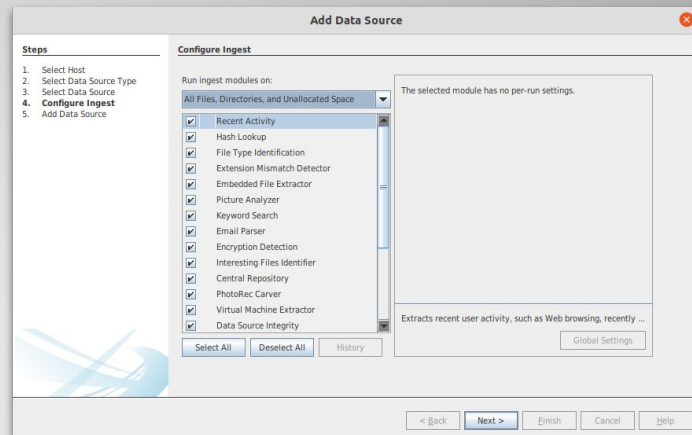 Add Data Source
Steps
1. Select Host
2. Select Data Source Type
3. Select Data Source
4. Configure Ingest
5. Add Data Source
Configure Ingest
Run ingest modules on:
All Files, Directories, and Unallocated Space
Recent Activity
Hash Lookup
File Type Identification
Extension Mismatch Detector
Embedded File Extractor
Picture Analyzer
Keyword Search
Email Parser
Encryption Detection
Interesting Files Identifier
Central Repository
PhotoRec Carver
Virtual Machine Extractor
Data Source Integrity
Select All Deselect All History
The selected module has no per-run settings.
Extracts recent user activity, such as Web browsing, recently ...
Global Settings
< Back Next > Finish Cancel Help